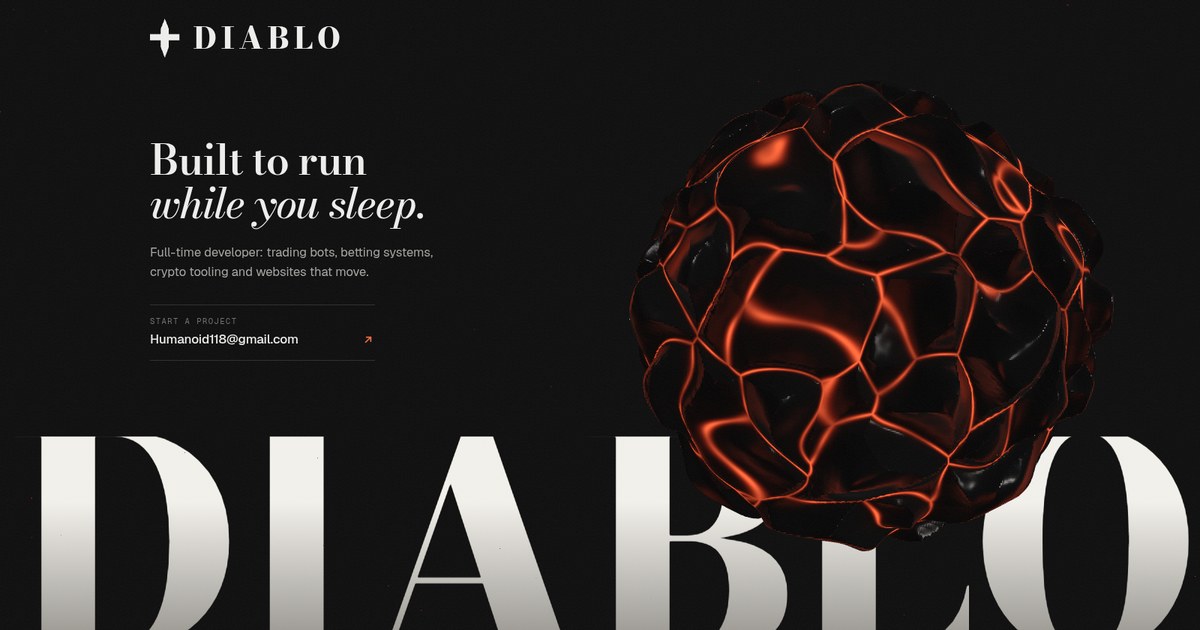 DIABLO
Built to run
while you sleep.
Full-time developer: trading bots, betting systems,
crypto tooling and websites that move.
START A PROJECT
Humanoid118@gmail.com
DIABLO